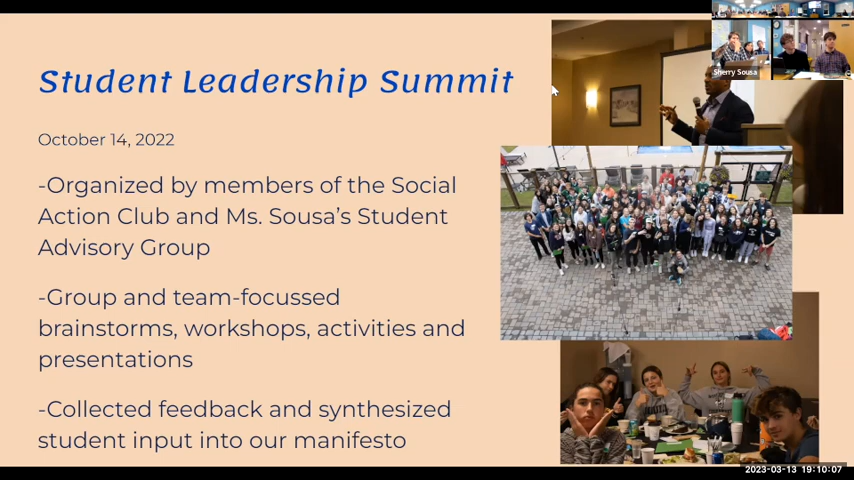 Sherry Sousa
Student Leadership Summit
October 14, 2022
-Organized by members of the Social
Action Club and Ms. Sousa's Student
Advisory Group
-Group and team-focussed
brainstorms, workshops, activities and
presentations
-Collected feedback and synthesized
student input into our manifesto
2023-03-13 19:10:07